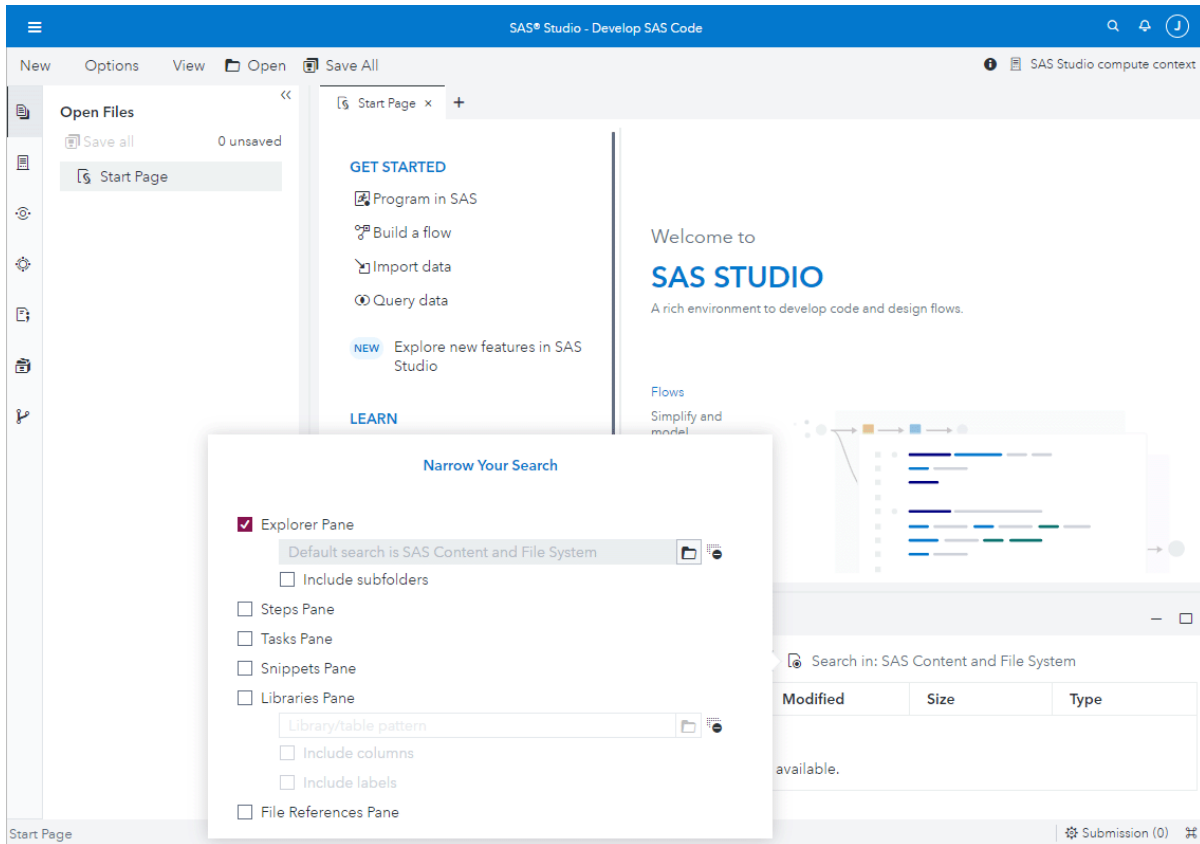 SAS® Studio - Develop SAS Code
J
New Options View Open Save All
SAS Studio compute context
Open Files
Save all 0 unsaved
Start Page
Start Page × +
GET STARTED
Program in SAS
Build a flow
Import data
Query data
NEW Explore new features in SAS
Studio
LEARN
Welcome to
SAS STUDIO
A rich environment to develop code and design flows.
Flows
Simplify and
model
Narrow Your Search
Explorer Pane
Default search is SAS Content and File System
Include subfolders
Steps Pane
Tasks Pane
Snippets Pane
Libraries Pane
Library/table pattern
Include columns
Include labels
File References Pane
Search in: SAS Content and File System
Modified Size Type
available.
Start Page
Submission (0)